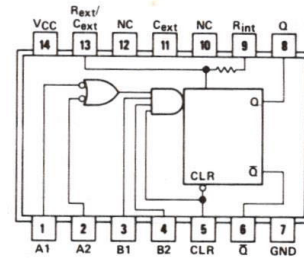 Rext/
VCC Cext NC Cext NC Rint Q
14 13 12 11 10 9 8
Q
CLR Q̅
1 2 3 4 5 6 7
A1 A2 B1 B2 CLR Q̅ GND